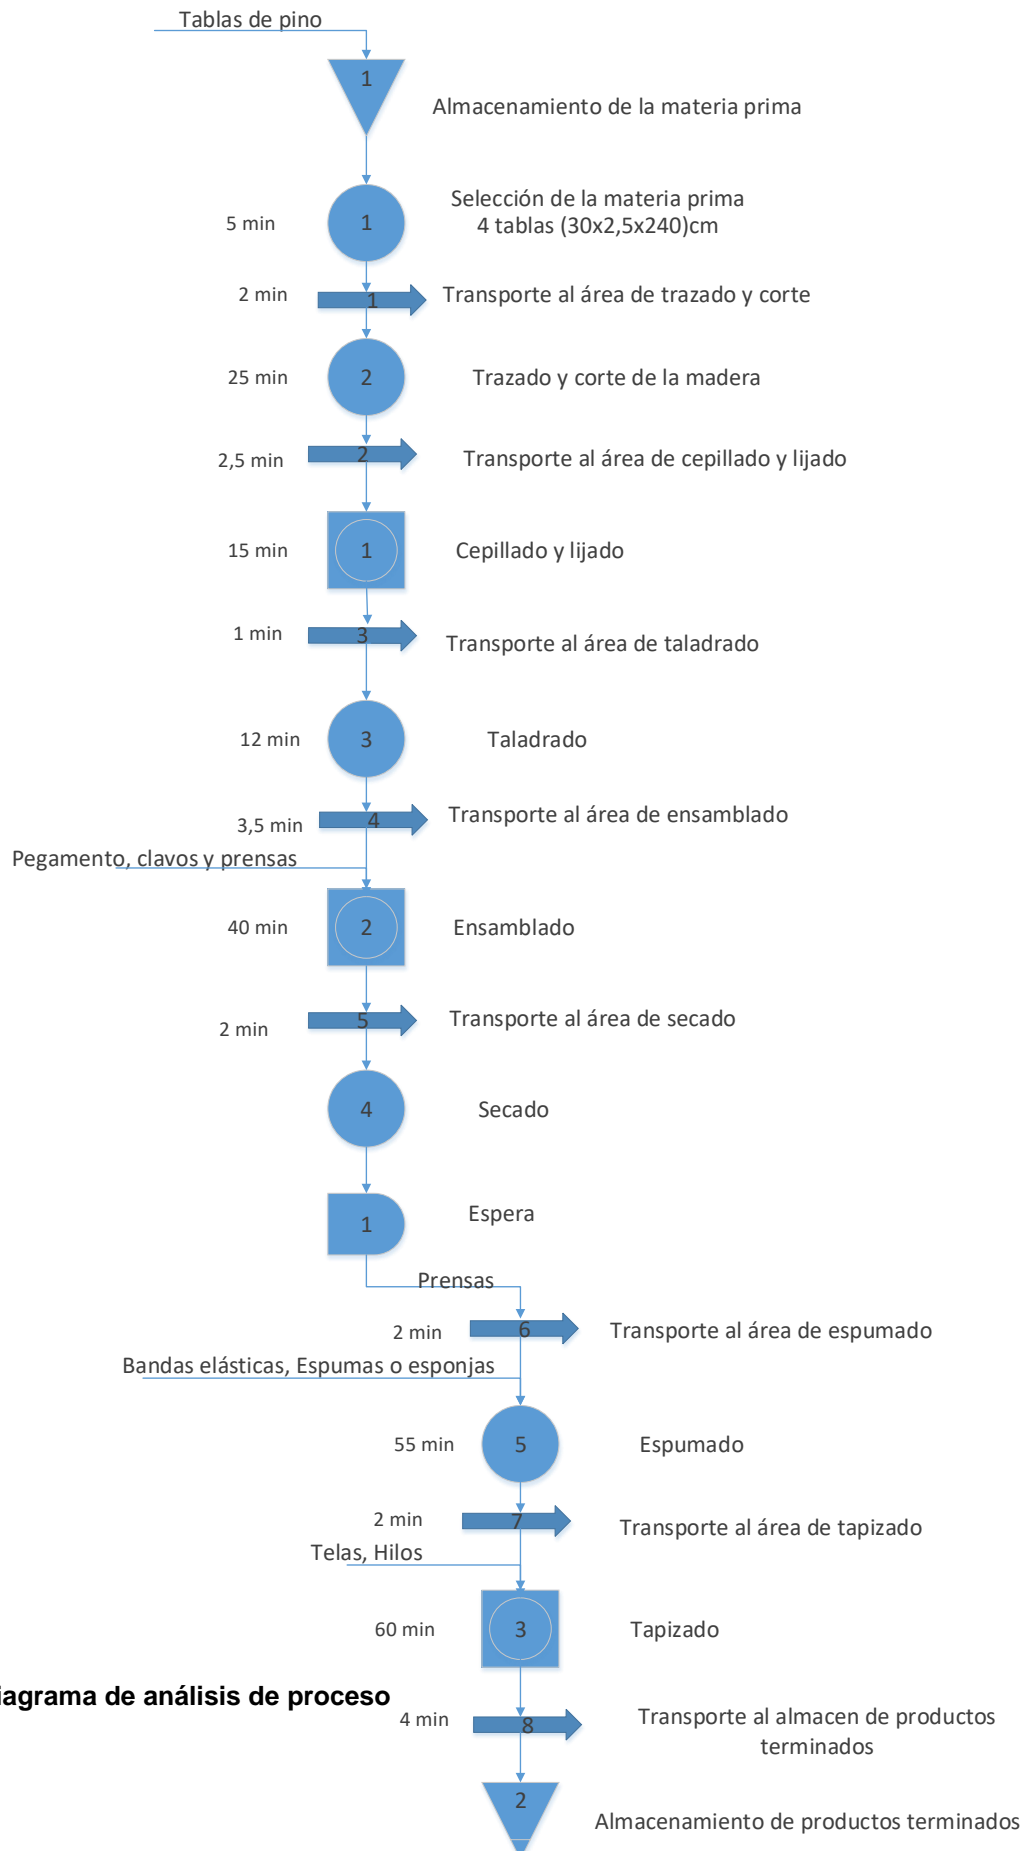 Tablas de pino
1
Almacenamiento de la materia prima
Selección de la materia prima
5 min
1
4 tablas (30x2,5x240)cm
2 min
1
Transporte al área de trazado y corte
25 min
2
Trazado y corte de la madera
2,5 min
2
Transporte al área de cepillado y lijado
15 min
1
Cepillado y lijado
1 min
3
Transporte al área de taladrado
12 min
3
Taladrado
3,5 min
4
Transporte al área de ensamblado
Pegamento, clavos y prensas
40 min
2
Ensamblado
2 min
5
Transporte al área de secado
4
Secado
1
Espera
Prensas
2 min
6
Transporte al área de espumado
Bandas elásticas, Espumas o esponjas
55 min
5
Espumado
2 min
7
Transporte al área de tapizado
Telas, Hilos
60 min
3
Tapizado
iagrama de análisis de proceso
4 min
8
Transporte al almacen de productos
terminados
2
Almacenamiento de productos terminados